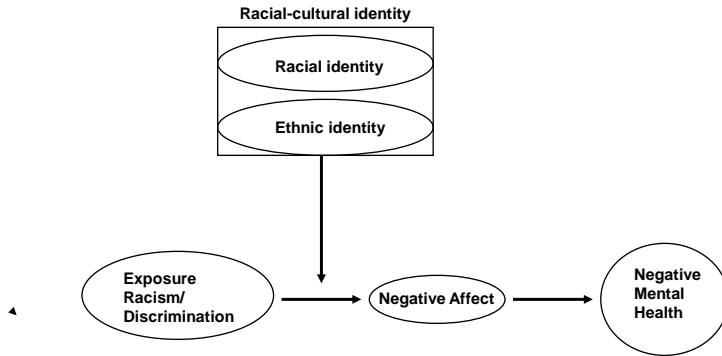 Racial-cultural identity
Racial identity
Ethnic identity
Exposure
Racism/
Discrimination
Negative Affect
Negative
Mental
Health